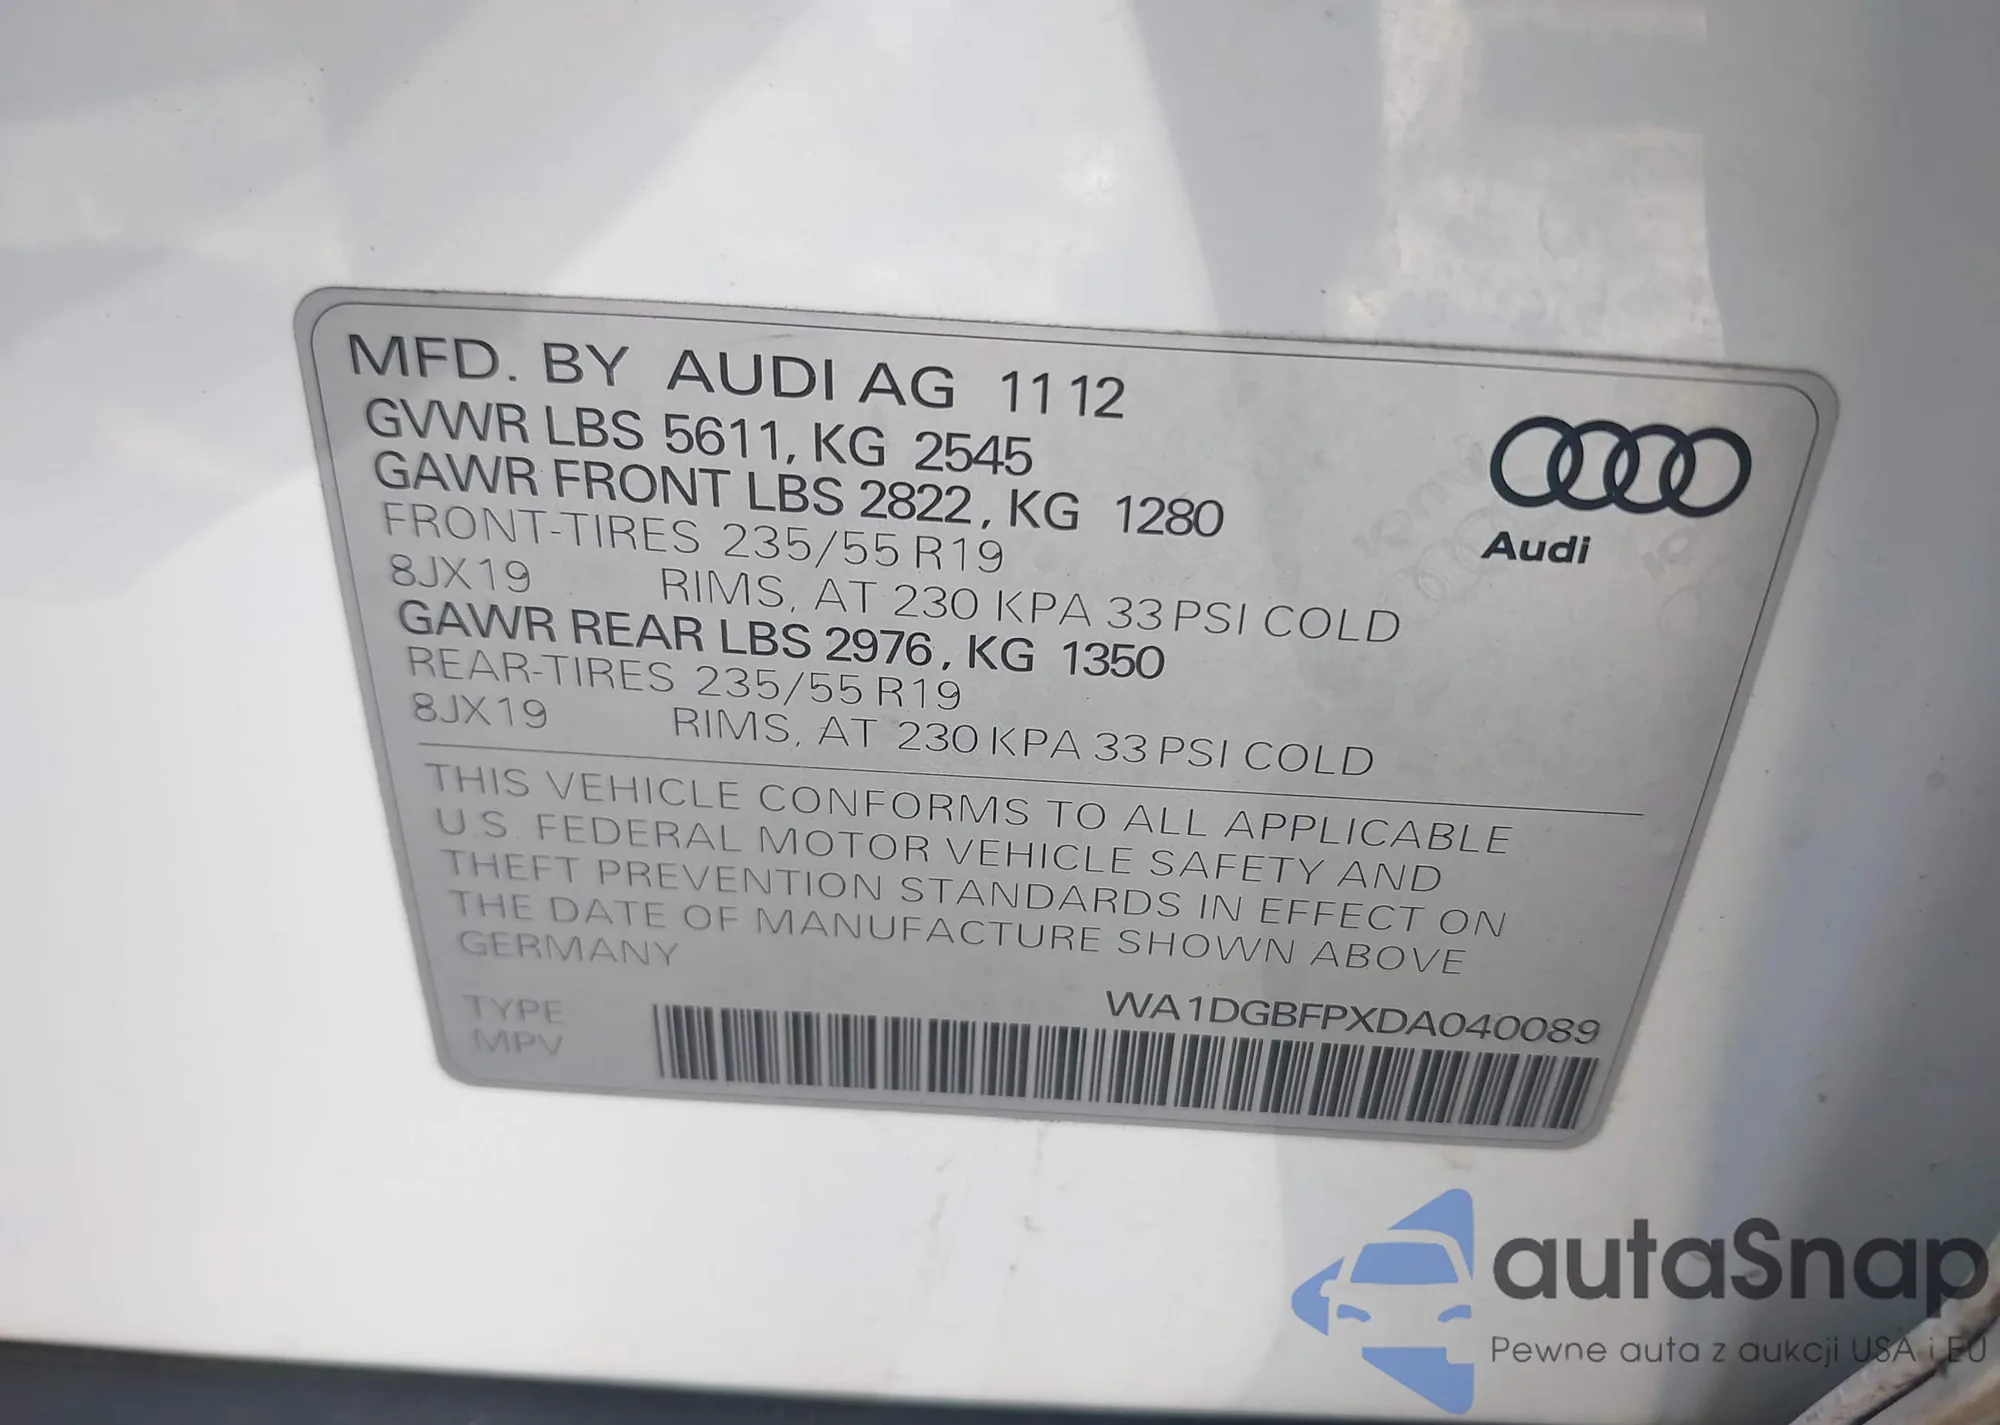 MFD. BY AUDI AG 11 12
GVWR LBS 5611, KG 2545
GAWR FRONT LBS 2822, KG 1280
FRONT-TIRES 235/55 R19
8JX19 RIMS, AT 230 KPA 33 PSI COLD
GAWR REAR LBS 2976, KG 1350
REAR-TIRES 235/55 R19
8JX19 RIMS, AT 230 KPA 33 PSI COLD
Audi
THIS VEHICLE CONFORMS TO ALL APPLICABLE
U.S. FEDERAL MOTOR VEHICLE SAFETY AND
THEFT PREVENTION STANDARDS IN EFFECT ON
THE DATE OF MANUFACTURE SHOWN ABOVE
GERMANY
WA1DGBFPXDA040089
TYPE
MPV
autaSnap
Pewne auta z aukcji USA i EU